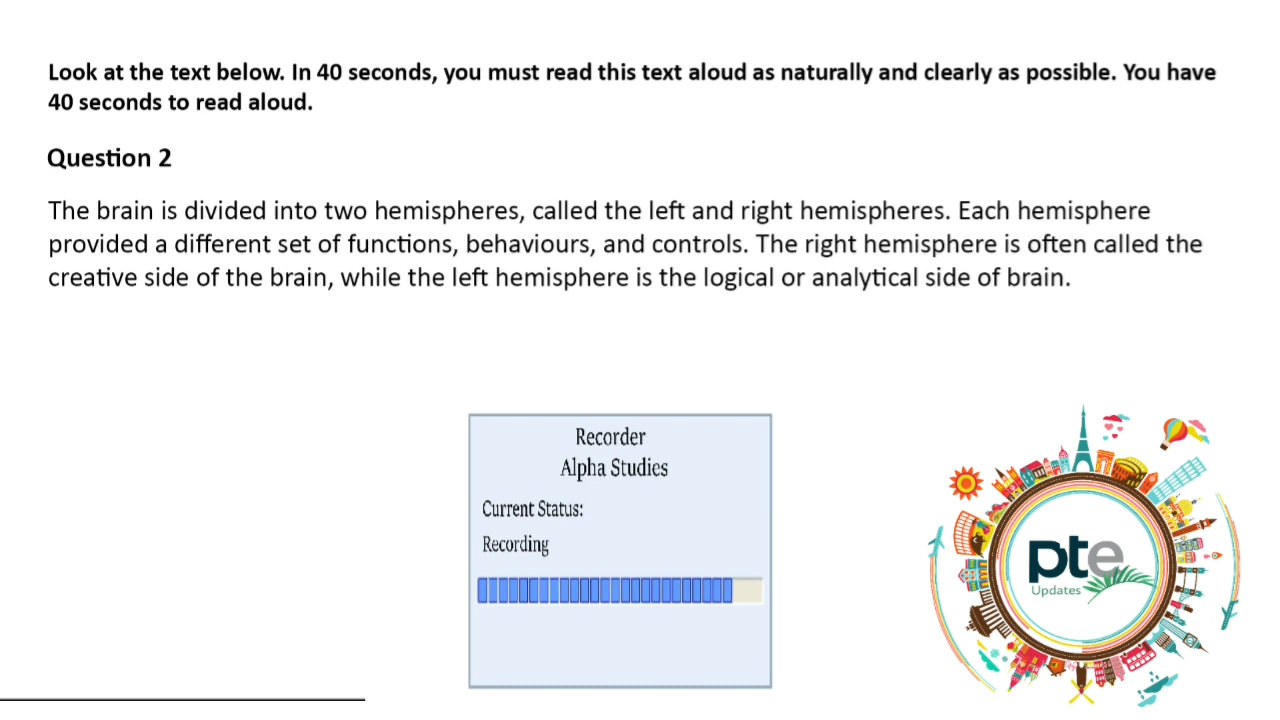 Look at the text below. In 40 seconds, you must read this text aloud as naturally and clearly as possible. You have
40 seconds to read aloud.
Question 2
The brain is divided into two hemispheres, called the left and right hemispheres. Each hemisphere
provided a different set of functions, behaviours, and controls. The right hemisphere is often called the
creative side of the brain, while the left hemisphere is the logical or analytical side of brain.
Recorder
Alpha Studies
Current Status:
Recording
pte
Updates